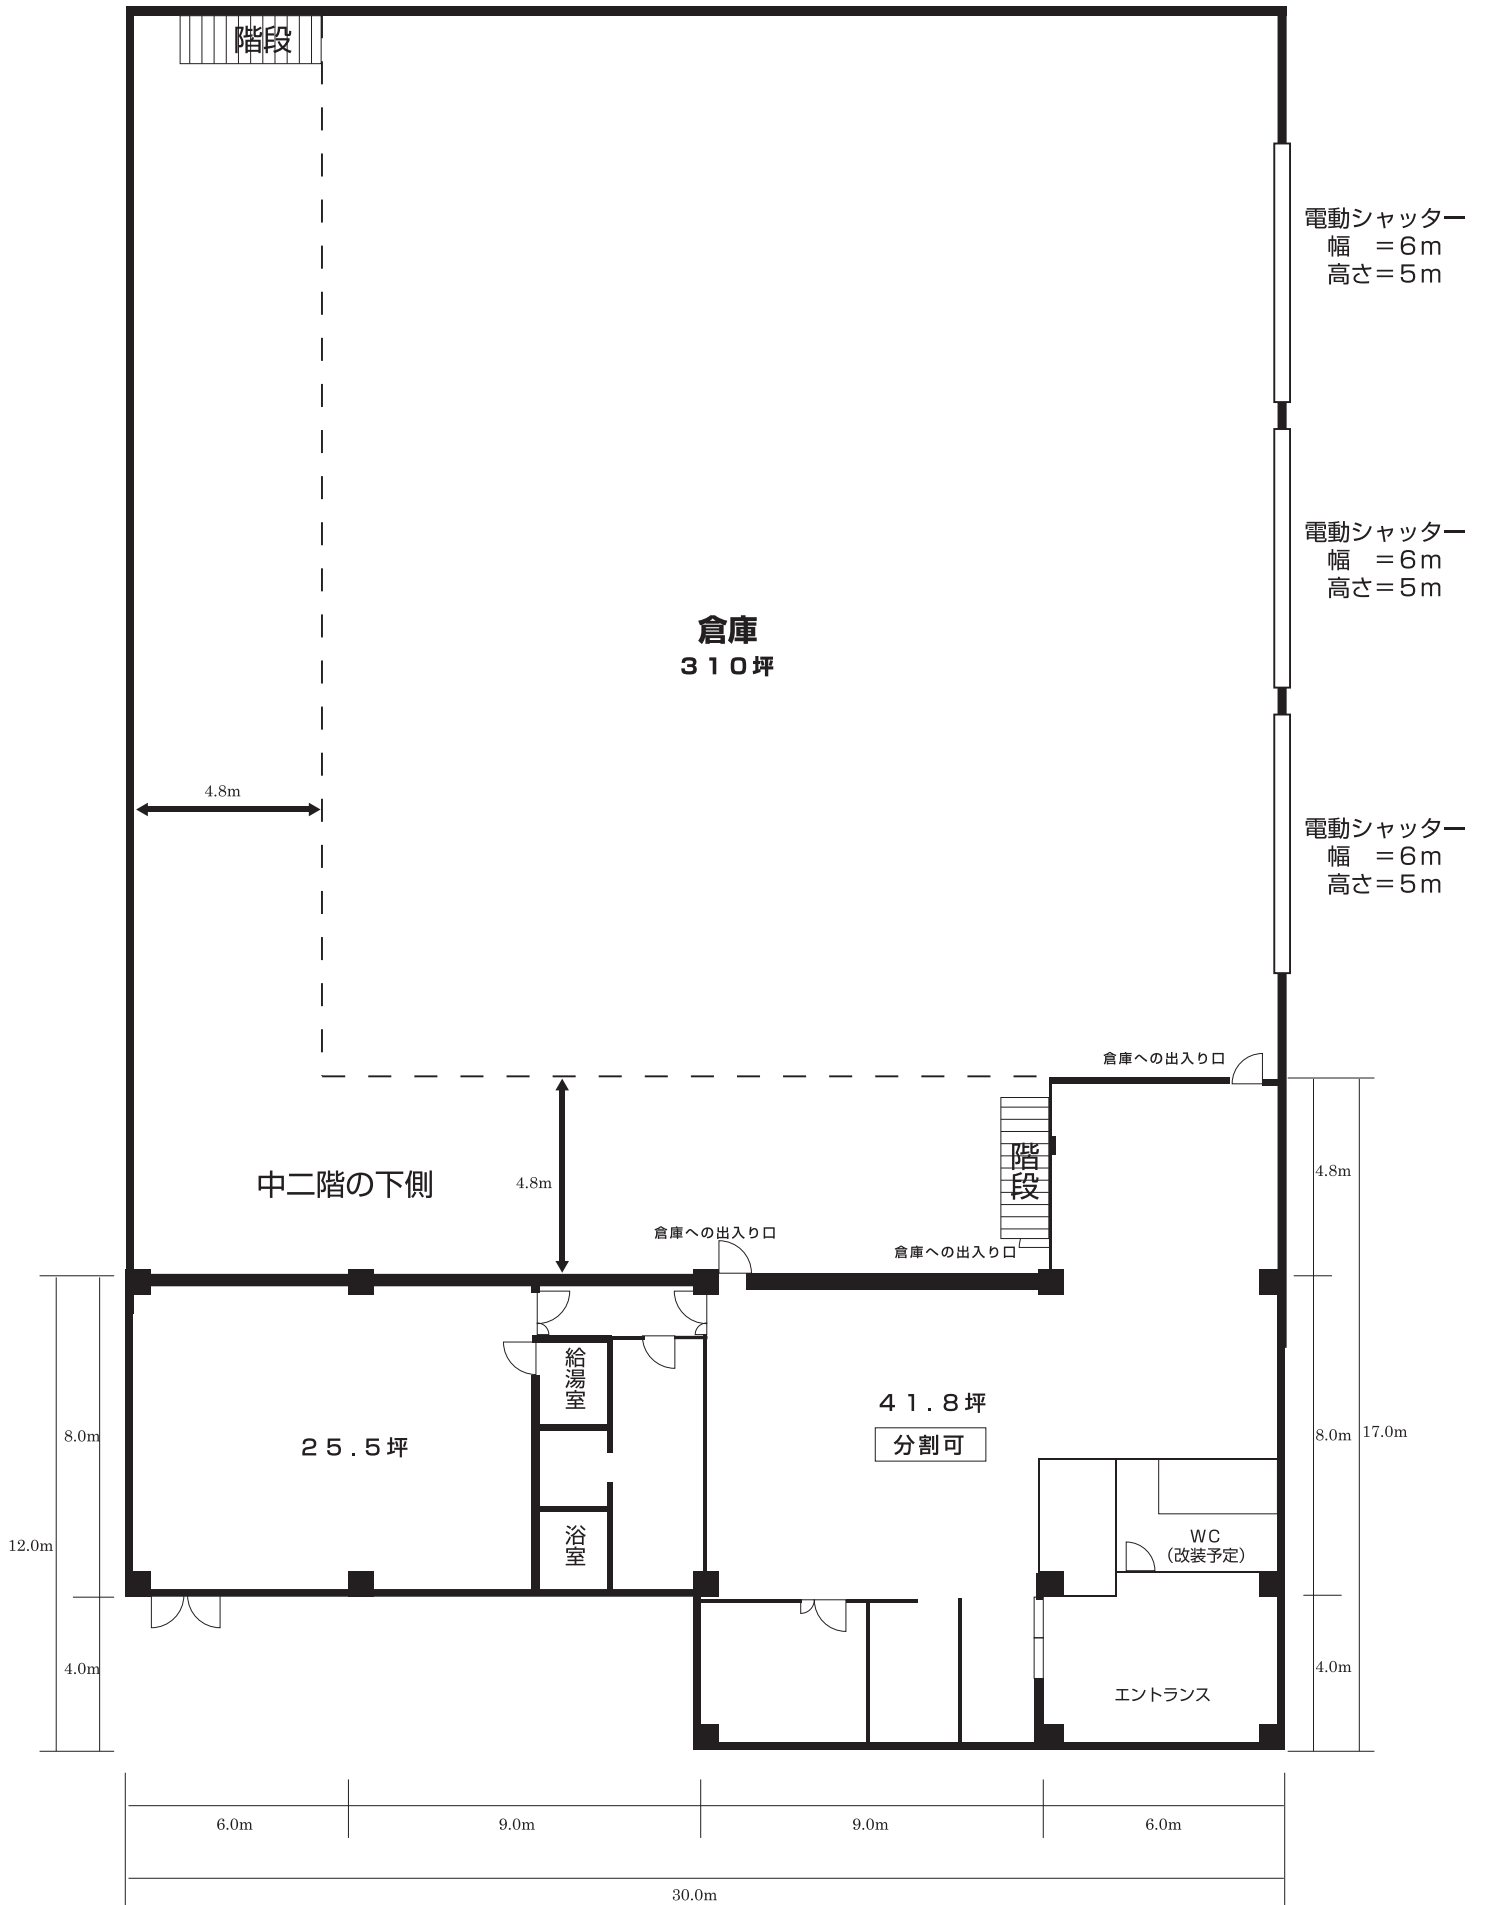 階段
電動シャッター
幅　＝６ｍ
高さ＝５ｍ
電動シャッター
幅　＝６ｍ
高さ＝５ｍ
倉庫
３１０坪
4.8m
電動シャッター
幅　＝６ｍ
高さ＝５ｍ
倉庫への出入り口
階段
4.8m
中二階の下側
4.8m
倉庫への出入り口
倉庫への出入り口
給湯室
４１.８坪
分割可
8.0m
２５.５坪
8.0m
17.0m
浴室
WC
（改装予定）
12.0m
4.0m
エントランス
4.0m
6.0m
9.0m
9.0m
6.0m
30.0m